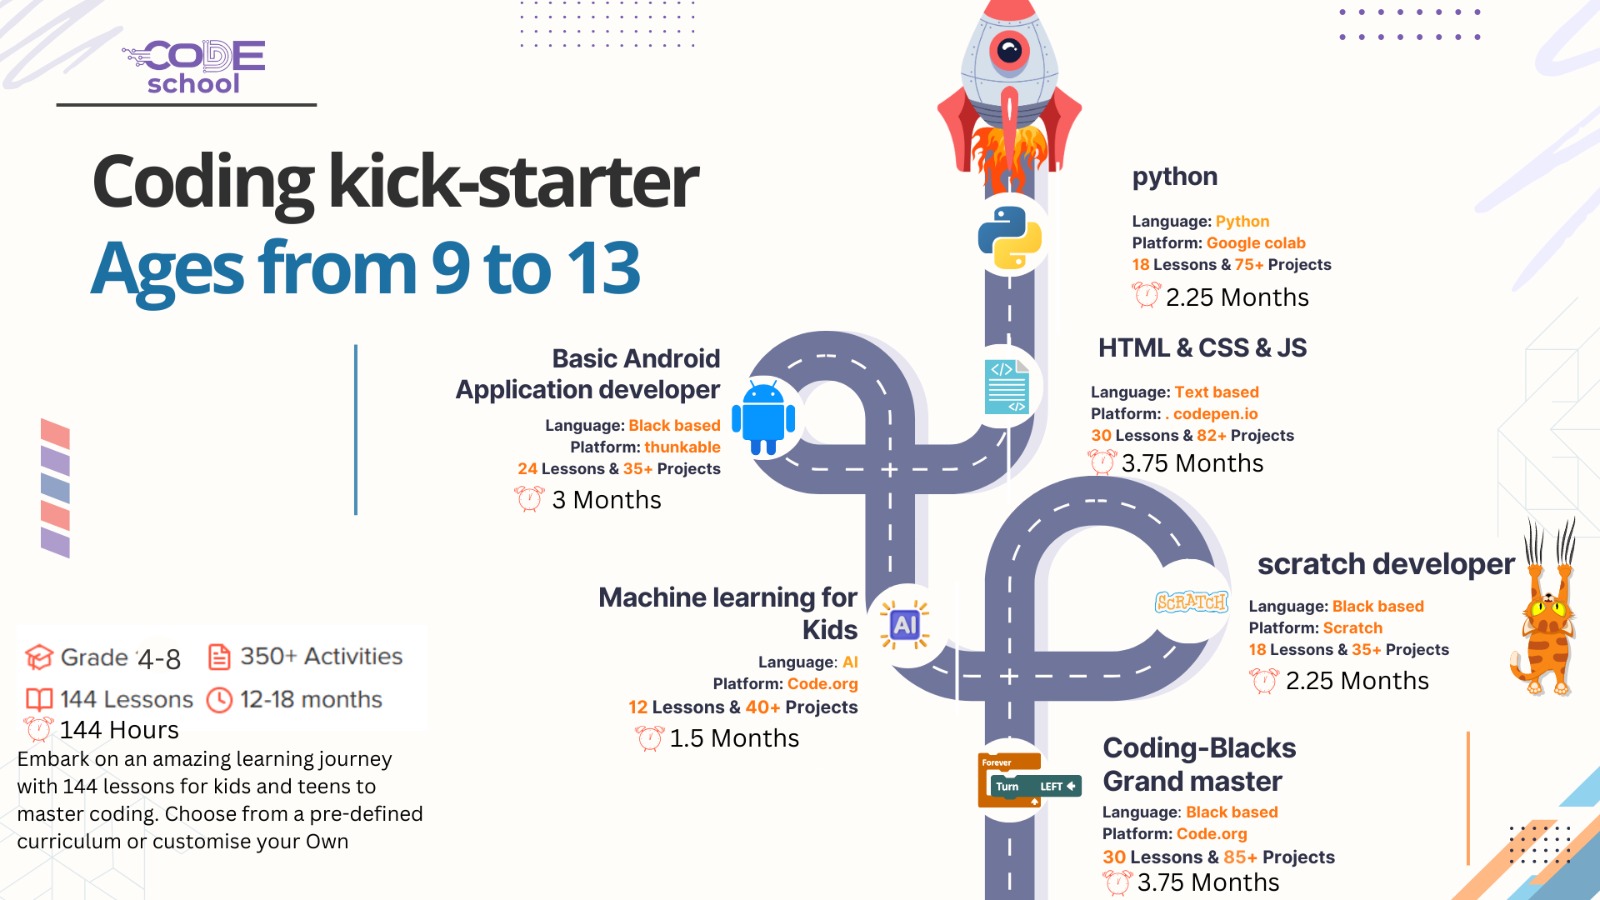 CODE
school
Coding kick-starter
Ages from 9 to 13
python
Language: Python
Platform: Google colab
18 Lessons & 75+ Projects
2.25 Months
HTML & CSS & JS
Language: Text based
Platform: . codepen.io
30 Lessons & 82+ Projects
3.75 Months
Basic Android
Application developer
Language: Black based
Platform: thunkable
24 Lessons & 35+ Projects
3 Months
scratch developer
Language: Black based
Platform: Scratch
18 Lessons & 35+ Projects
2.25 Months
SCRATCH
Machine learning for
Kids
Language: AI
Platform: Code.org
12 Lessons & 40+ Projects
1.5 Months
AI
Coding-Blacks
Grand master
Language: Black based
Platform: Code.org
30 Lessons & 85+ Projects
3.75 Months
Forever
Turn LEFT
Grade 4-8
350+ Activities
144 Lessons
12-18 months
144 Hours
Embark on an amazing learning journey
with 144 lessons for kids and teens to
master coding. Choose from a pre-defined
curriculum or customise your Own